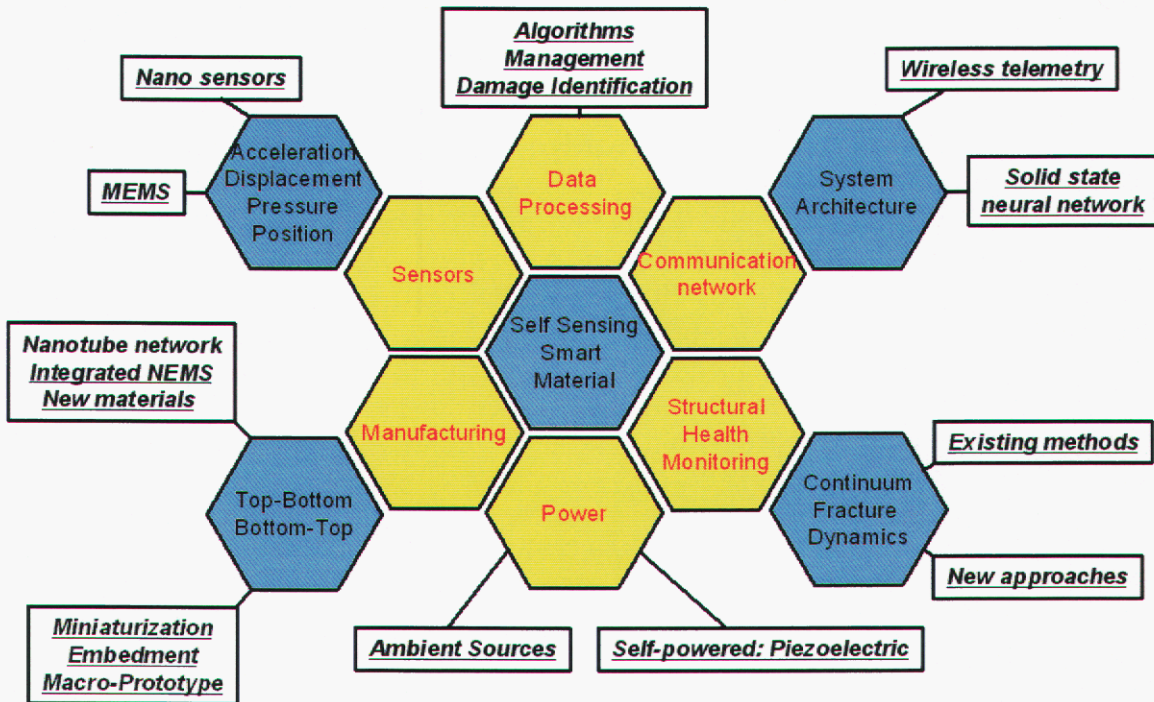 Algorithms
Management
Damage Identification
Nano sensors
Wireless telemetry
Acceleration
Displacement
Pressure
Position
MEMS
Data
Processing
System
Architecture
Solid state
neural network
Sensors
Communication
network
Self Sensing
Smart
Material
Nanotube network
Integrated NEMS
New materials
Manufacturing
Structural
Health
Monitoring
Existing methods
Top-Bottom
Bottom-Top
Power
Continuum
Fracture
Dynamics
New approaches
Miniaturization
Embedment
Macro-Prototype
Ambient Sources
Self-powered: Piezoelectric